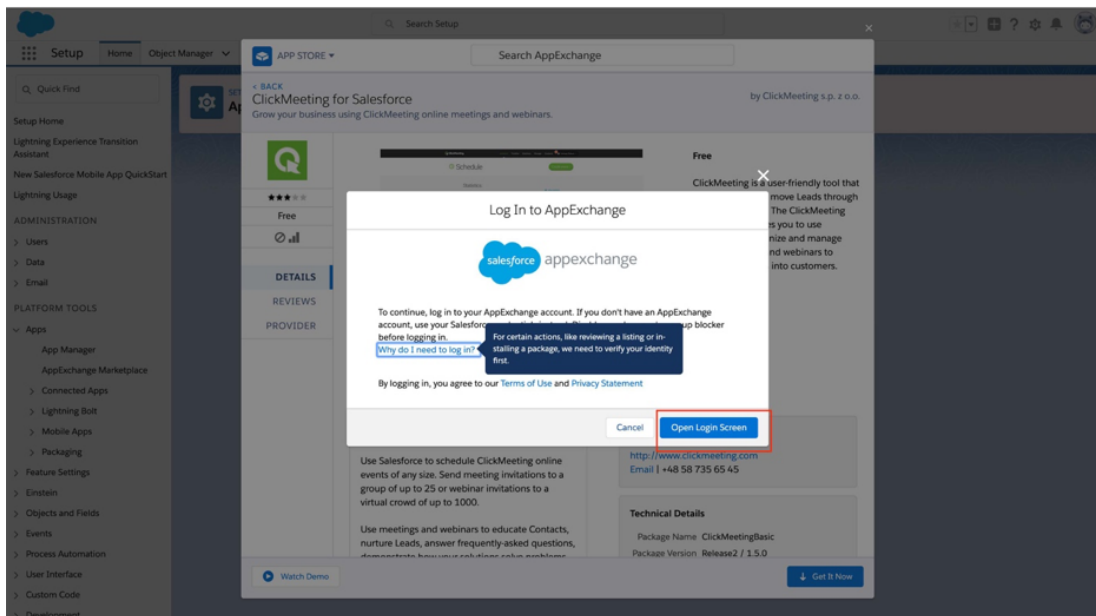 Search Setup
Setup
Home
Object Manager
Quick Find
Setup Home
Lightning Experience Transition
Assistant
New Salesforce Mobile App QuickStart
Lightning Usage
ADMINISTRATION
Users
Data
Email
PLATFORM TOOLS
Apps
App Manager
AppExchange Marketplace
Connected Apps
Lightning Bolt
Mobile Apps
Packaging
Feature Settings
Einstein
Objects and Fields
Events
Process Automation
User Interface
Custom Code
Development
APP STORE
Search AppExchange
< BACK
ClickMeeting for Salesforce
by ClickMeeting s.p. z o.o.
Grow your business using ClickMeeting online meetings and webinars.
Schedule
Free
DETAILS
REVIEWS
PROVIDER
Free
ClickMeeting is a user-friendly tool that
move Leads through
The ClickMeeting
you to use
and manage
webinars to
into customers.
Log In to AppExchange
salesforce appexchange
To continue, log in to your AppExchange account. If you don't have an AppExchange
account, use your
up blocker
before logging in.
Why do I need to log in?
For certain actions, like reviewing a listing or in-
stalling a package, we need to verify your identity
first.
By logging in, you agree to our Terms of Use and Privacy Statement
Cancel
Open Login Screen
http://www.clickmeeting.com
Email | +48 58 735 65 45
Use Salesforce to schedule ClickMeeting online
events of any size. Send meeting invitations to a
group of up to 25 or webinar invitations to a
virtual crowd of up to 1000.
Use meetings and webinars to educate Contacts,
nurture Leads, answer frequently-asked questions,
Technical Details
Package Name ClickMeetingBasic
Package Version Release2 / 1.5.0
Watch Demo
Get It Now